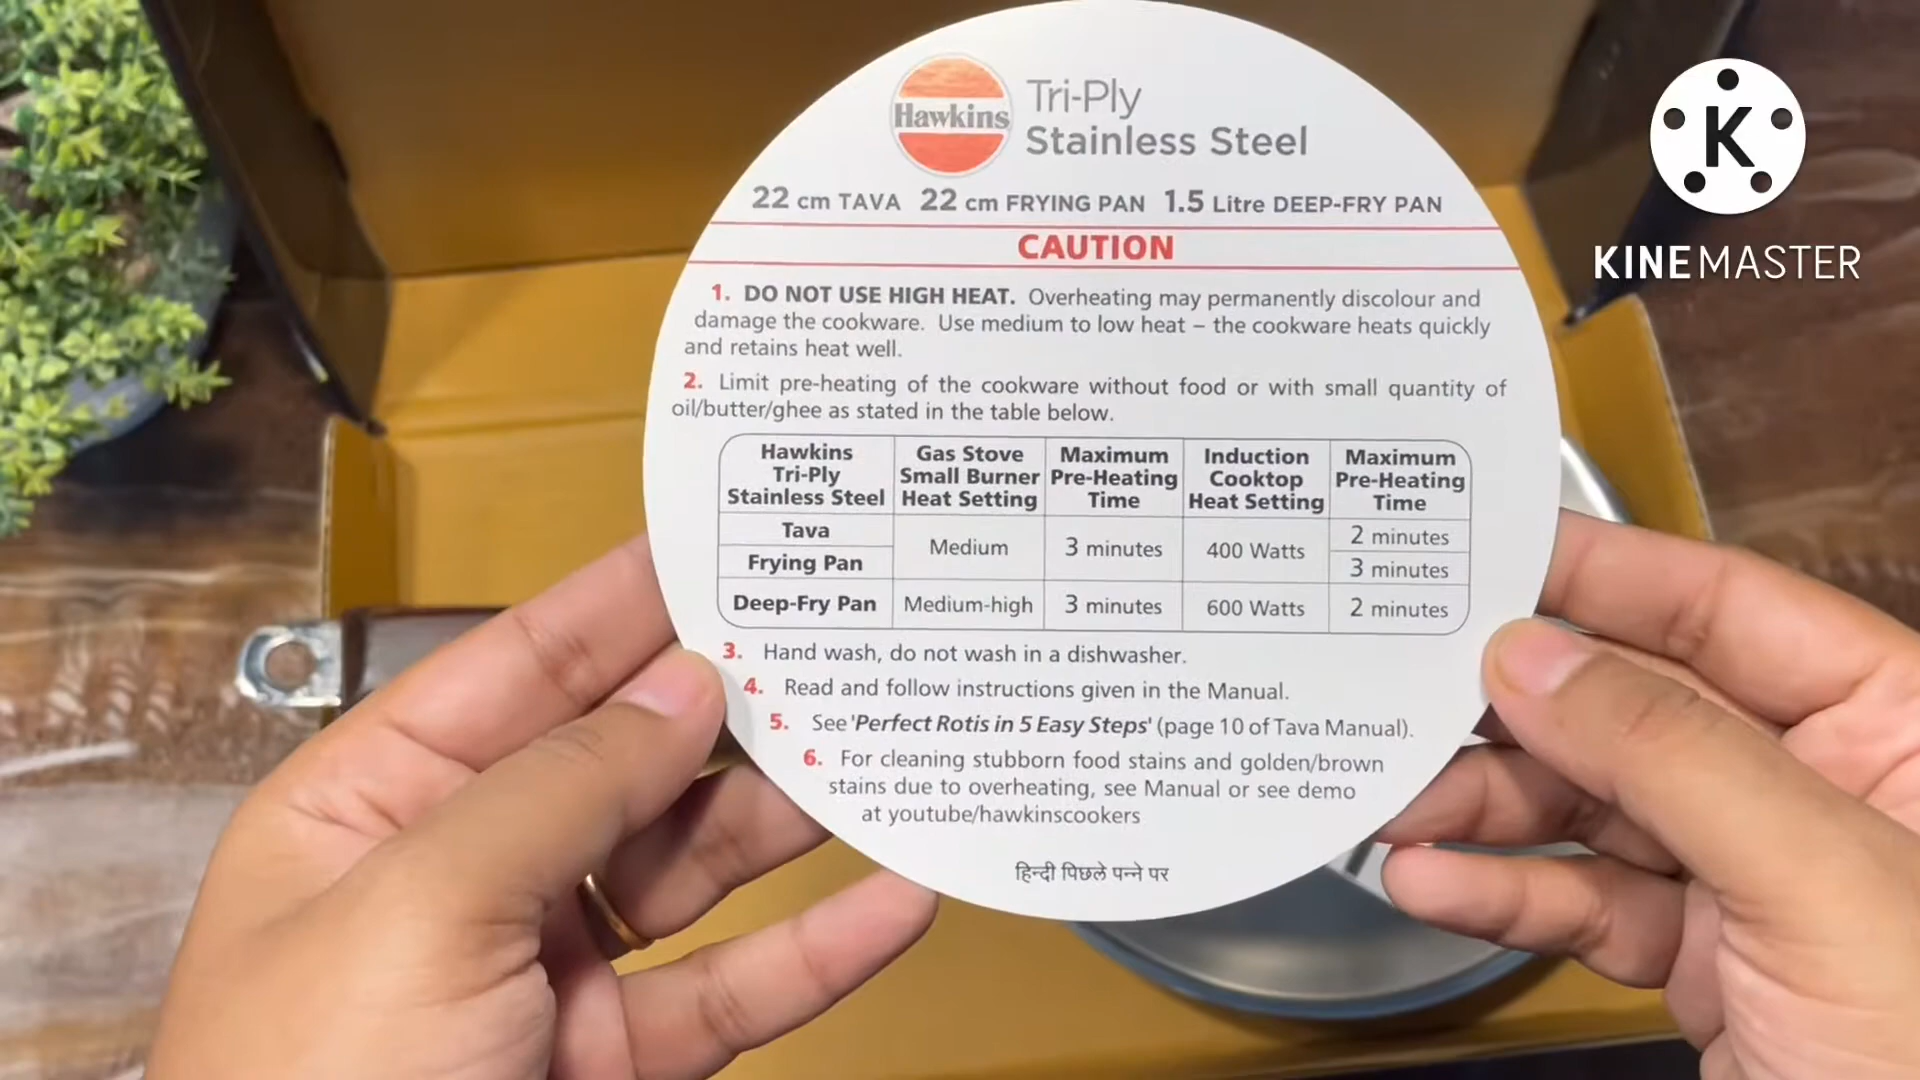 Hawkins
Tri-Ply
Stainless Steel
22 cm TAVA 22 cm FRYING PAN 1.5 Litre DEEP-FRY PAN
CAUTION
1. DO NOT USE HIGH HEAT. Overheating may permanently discolour and
damage the cookware. Use medium to low heat – the cookware heats quickly
and retains heat well.
2. Limit pre-heating of the cookware without food or with small quantity of
oil/butter/ghee as stated in the table below.
Hawkins Tri-Ply Stainless Steel
Gas Stove Small Burner Heat Setting
Maximum Pre-Heating Time
Induction Cooktop Heat Setting
Maximum Pre-Heating Time
Tava
Medium
3 minutes
400 Watts
2 minutes
Frying Pan
3 minutes
Deep-Fry Pan
Medium-high
3 minutes
600 Watts
2 minutes
3. Hand wash, do not wash in a dishwasher.
4. Read and follow instructions given in the Manual.
5. See 'Perfect Rotis in 5 Easy Steps' (page 10 of Tava Manual).
6. For cleaning stubborn food stains and golden/brown
stains due to overheating, see Manual or see demo
at youtube/hawkinscookers
हिन्दी पिछले पन्ने पर
K
KINEMASTER